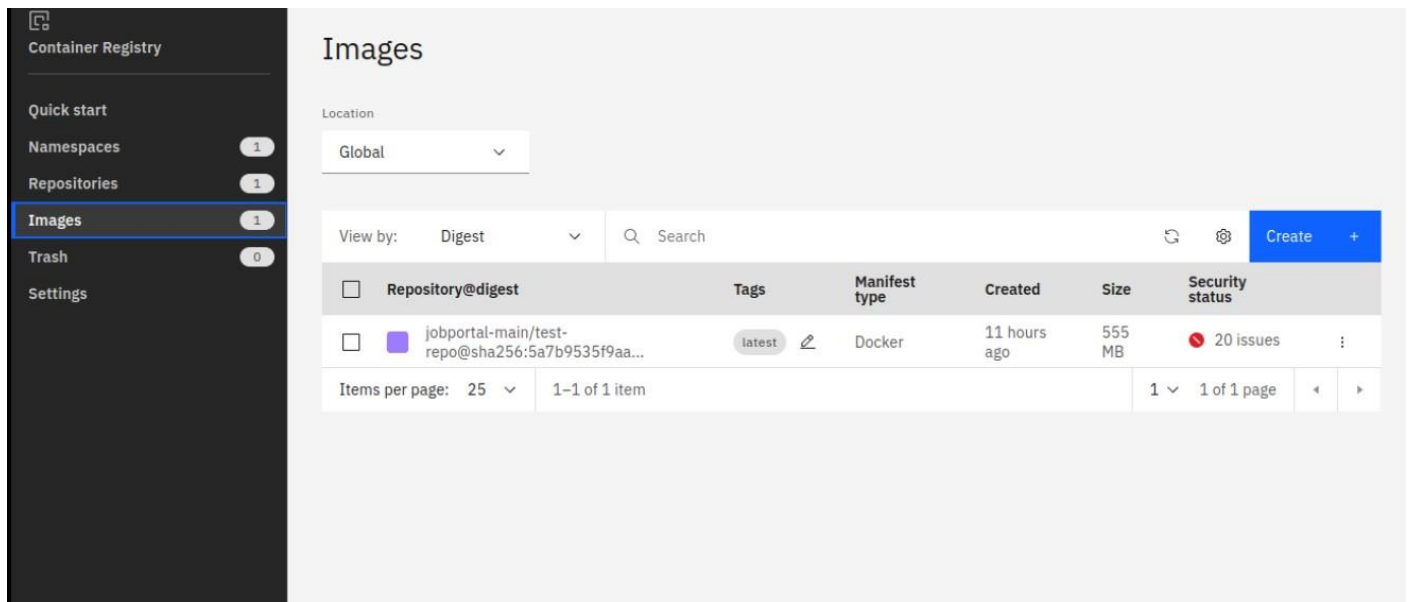 Container Registry
Quick start
Namespaces 1
Repositories 1
Images 1
Trash 0
Settings
Images
Location
Global
View by: Digest Search Create +
Repository@digest Tags Manifest type Created Size Security status
jobportal-main/test-
repo@sha256:5a7b9535f9aa...
latest Docker 11 hours ago 555 MB 20 issues
Items per page: 25 1–1 of 1 item 1 1 of 1 page